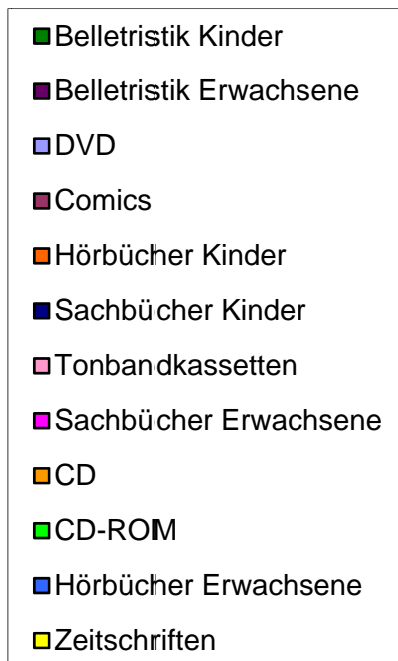 Belletristik Kinder
Belletristik Erwachsene
DVD
Comics
Hörbücher Kinder
Sachbücher Kinder
Tonbandkassetten
Sachbücher Erwachsene
CD
CD-ROM
Hörbücher Erwachsene
Zeitschriften